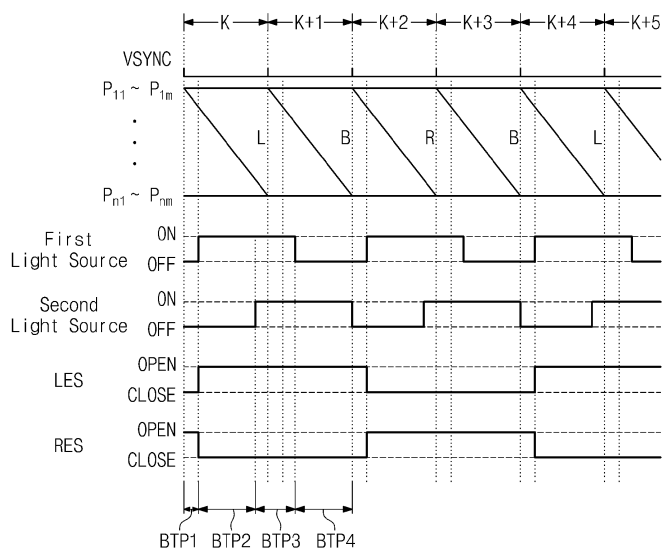 K K+1 K+2 K+3 K+4 K+5
VSYNC
P11 ~ P1m
L B R B L
Pn1 ~ Pnm
First
Light Source
ON
OFF
Second
Light Source
ON
OFF
LES
OPEN
CLOSE
RES
OPEN
CLOSE
BTP1 BTP2 BTP3 BTP4